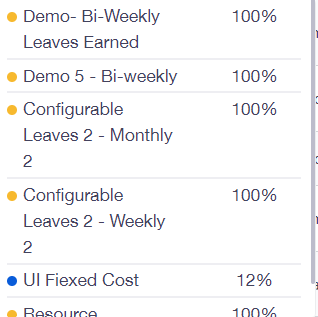 Demo- Bi-Weekly 100%
Leaves Earned
Demo 5 - Bi-weekly 100%
Configurable 100%
Leaves 2 - Monthly
2
Configurable 100%
Leaves 2 - Weekly
2
UI Fiexed Cost 12%
Resource 100%